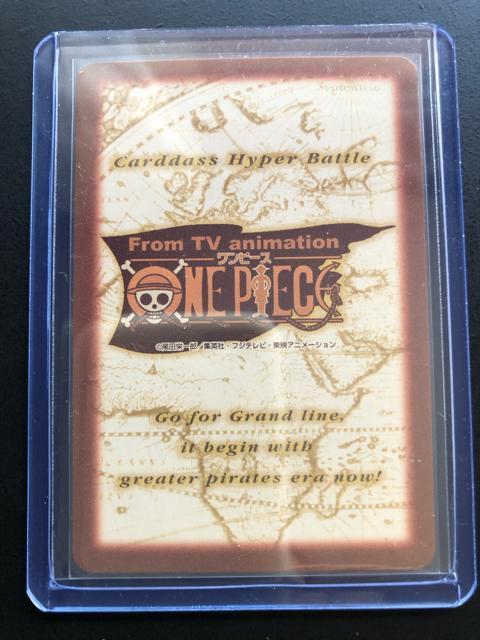 Septentrio
Carddass Hyper Battle
From TV animation
ワンピース
ONE PIECE
©尾田栄一郎/集英社・フジテレビ・東映アニメーション
Go for Grand line,
it begin with
greater pirates era now!